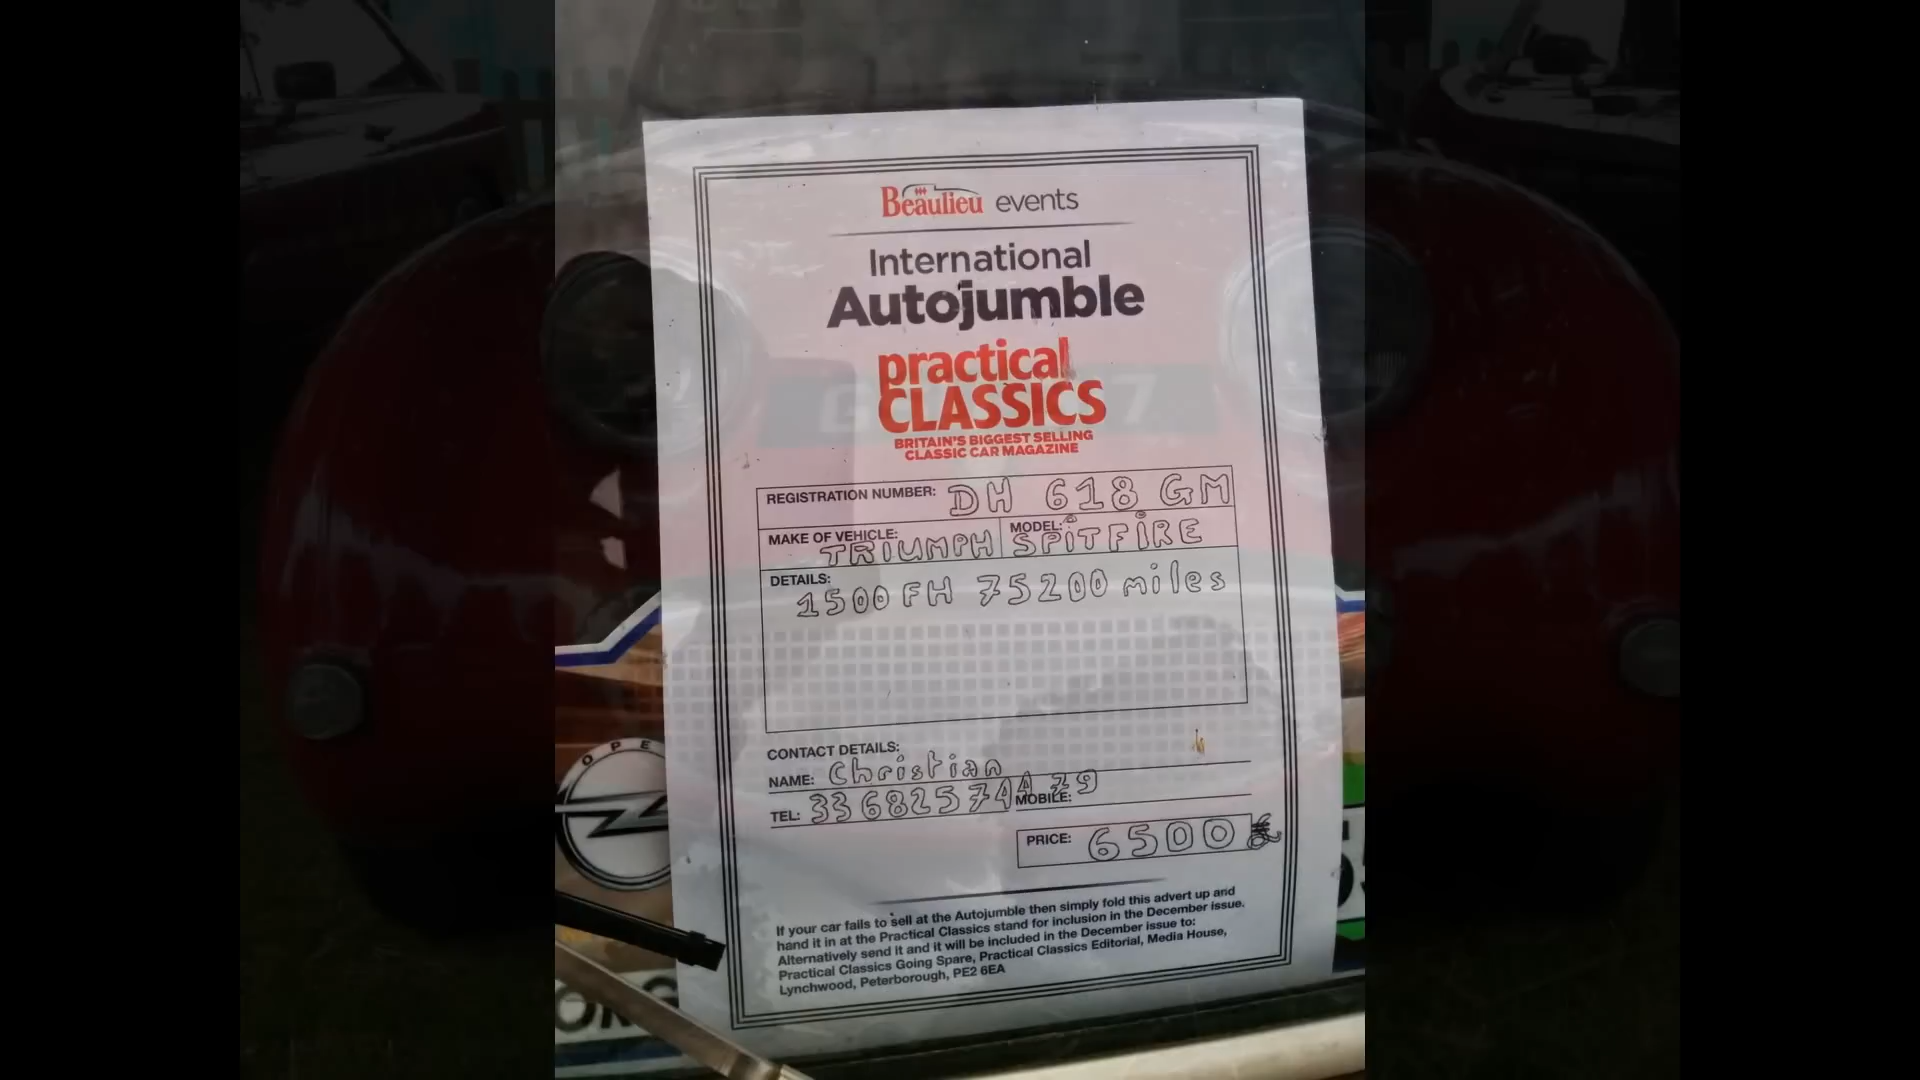 Beaulieu events
International
Autojumble
practical
CLASSICS
BRITAIN'S BIGGEST SELLING
CLASSIC CAR MAGAZINE
REGISTRATION NUMBER: DH 618 GM
MAKE OF VEHICLE: TRIUMPH MODEL: SPITFIRE
DETAILS:
1500 FH 75200 miles
CONTACT DETAILS:
NAME: Christian
TEL: 33 6825744 79 MOBILE:
PRICE: 6500
If your car fails to sell at the Autojumble then simply fold this advert up and
hand it in at the Practical Classics stand for inclusion in the December issue.
Alternatively send it and it will be included in the December issue to:
Practical Classics Going Spare, Practical Classics Editorial, Media House,
Lynchwood, Peterborough, PE2 6EA
OPE